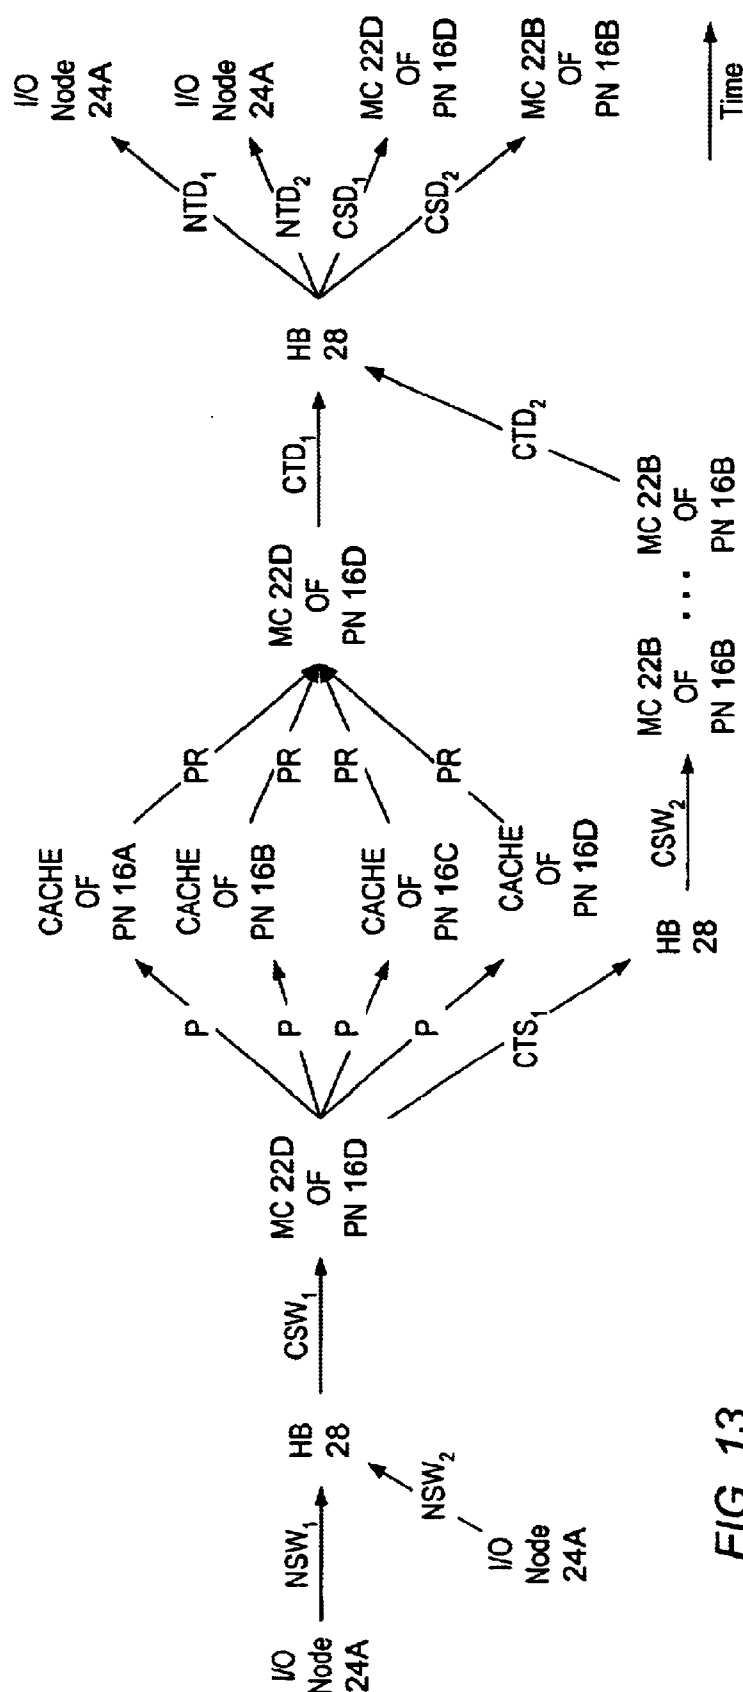 I/O
Node
24A
NSW1
I/O
Node
24A
NSW2
HB
28
CSW1
MC 22D
OF
PN 16D
P
P
P
P
CTS1
CACHE
OF
PN 16A
CACHE
OF
PN 16B
CACHE
OF
PN 16C
CACHE
OF
PN 16D
HB
28
PR
PR
PR
PR
CSW2
MC 22D
OF
PN 16D
MC 22B
OF
PN 16B
...
MC 22B
OF
PN 16B
CTD1
CTD2
HB
28
NTD1
NTD2
CSD1
CSD2
I/O
Node
24A
I/O
Node
24A
MC 22D
OF
PN 16D
MC 22B
OF
PN 16B
Time
FIG. 13